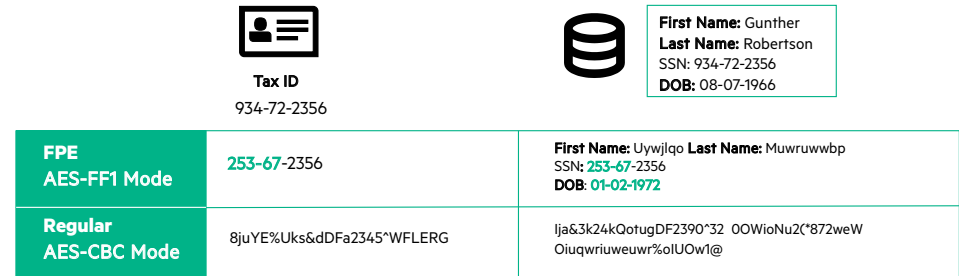 Tax ID
934-72-2356
First Name: Gunther
Last Name: Robertson
SSN: 934-72-2356
DOB: 08-07-1966
FPE
AES-FF1 Mode
253-67-2356
First Name: Uywjlqo Last Name: Muwruwwbp
SSN: 253-67-2356
DOB: 01-02-1972
Regular
AES-CBC Mode
8juYE%Uks&dDFa2345^WFLERG
Ija&3k24kQotugDF2390^32 0OWioNu2(*872weW
Oiuqwriuweuwr%oIUOw1@